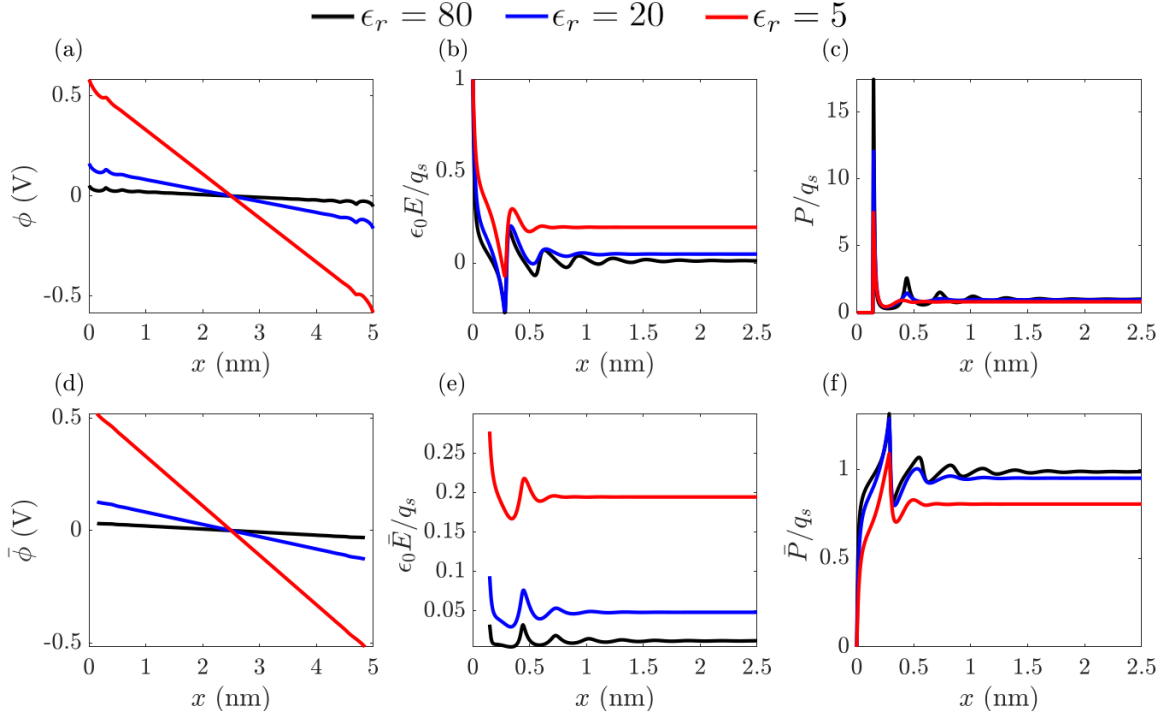 ϵ_r = 80 ϵ_r = 20 ϵ_r = 5
(a) (b) (c)
0.5
0
-0.5
ϕ (V)
0 1 2 3 4 5
x (nm)
1
0.5
0
ϵ₀E/q_s
0 0.5 1 1.5 2 2.5
x (nm)
15
10
5
0
P/q_s
0 0.5 1 1.5 2 2.5
x (nm)
(d) (e) (f)
0.5
0
-0.5
ϕ̄ (V)
0 1 2 3 4 5
x (nm)
0.25
0.2
0.15
0.1
0.05
ϵ₀Ē/q_s
0 0.5 1 1.5 2 2.5
x (nm)
1
0.5
0
P̄/q_s
0 0.5 1 1.5 2 2.5
x (nm)